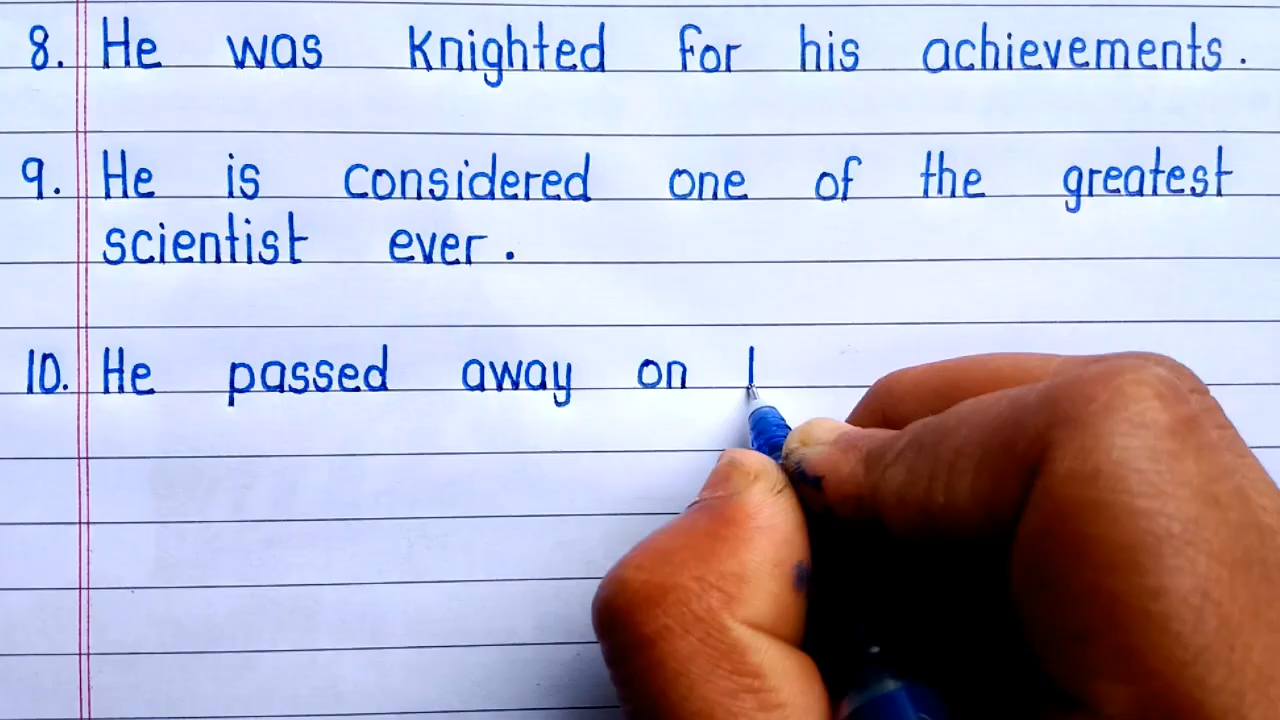 8. He was knighted for his achievements.
9. He is considered one of the greatest
scientist ever.
10. He passed away on